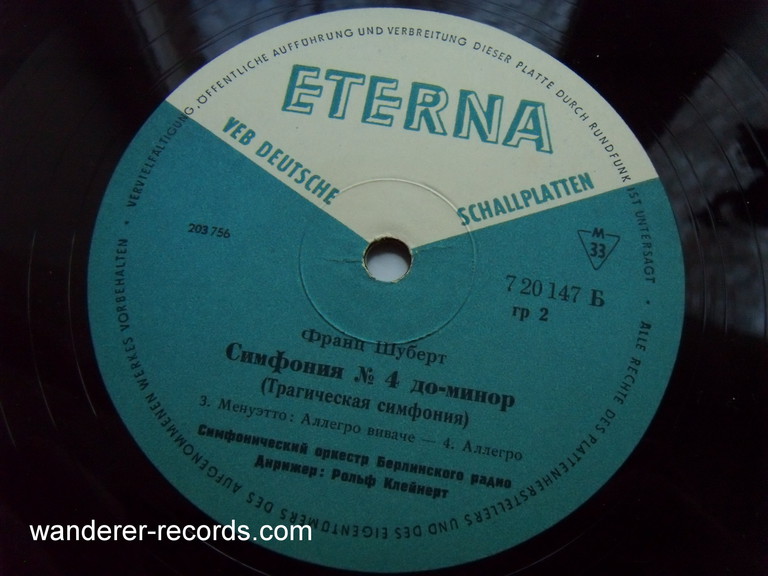 VERVIELFÄLTIGUNG, ÖFFENTLICHE AUFFÜHRUNG UND VERBREITUNG DIESER PLATTE DURCH RUNDFUNK IST UNTERSAGT • ALLE RECHTE DES PLATTENHERSTELLERS UND DES EIGENTÜMERS DES AUFGENOMMENEN WERKES VORBEHALTEN •
ETERNA
VEB DEUTSCHE SCHALLPLATTEN
M
33
203 756
7 20 147 Б
гр 2
Франц Шуберт
Симфония № 4 до-минор
(Трагическая симфония)
3. Менуэтто: Аллегро виваче — 4. Аллегро
Симфонический оркестр Берлинского радио
Дирижер: Рольф Клейнерт
wanderer-records.com